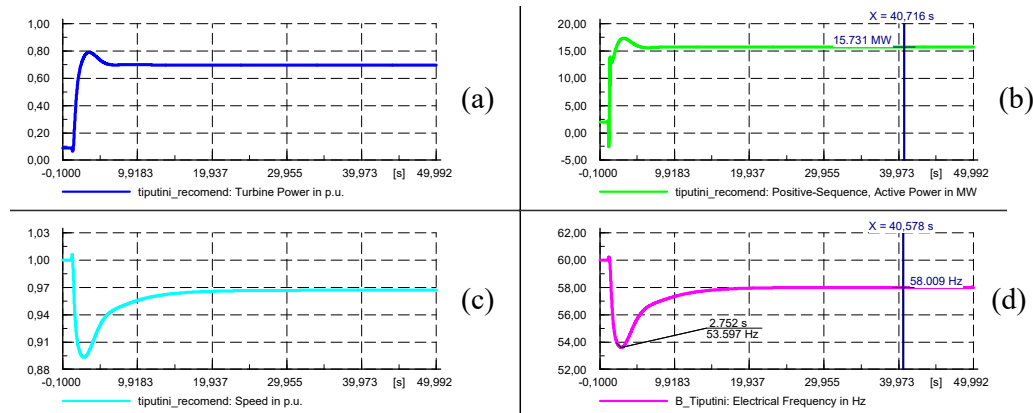 1,00
0,80
0,60
0,40
0,20
0,00
-0,1000 9,9183 19,937 29,955 39,973 [s] 49,992
tiputini_recomend: Turbine Power in p.u.
(a)
X = 40,716 s
20,00
15,00
10,00
5,00
0,00
-5,00
15.731 MW
-0,1000 9,9183 19,937 29,955 39,973 [s] 49,992
tiputini_recomend: Positive-Sequence, Active Power in MW
(b)
1,03
1,00
0,97
0,94
0,91
0,88
-0,1000 9,9183 19,937 29,955 39,973 [s] 49,992
tiputini_recomend: Speed in p.u.
(c)
X = 40,578 s
62,00
60,00
58,00
56,00
54,00
52,00
58.009 Hz
2.752 s
53.597 Hz
-0,1000 9,9183 19,937 29,955 39,973 [s] 49,992
B_Tiputini: Electrical Frequency in Hz
(d)